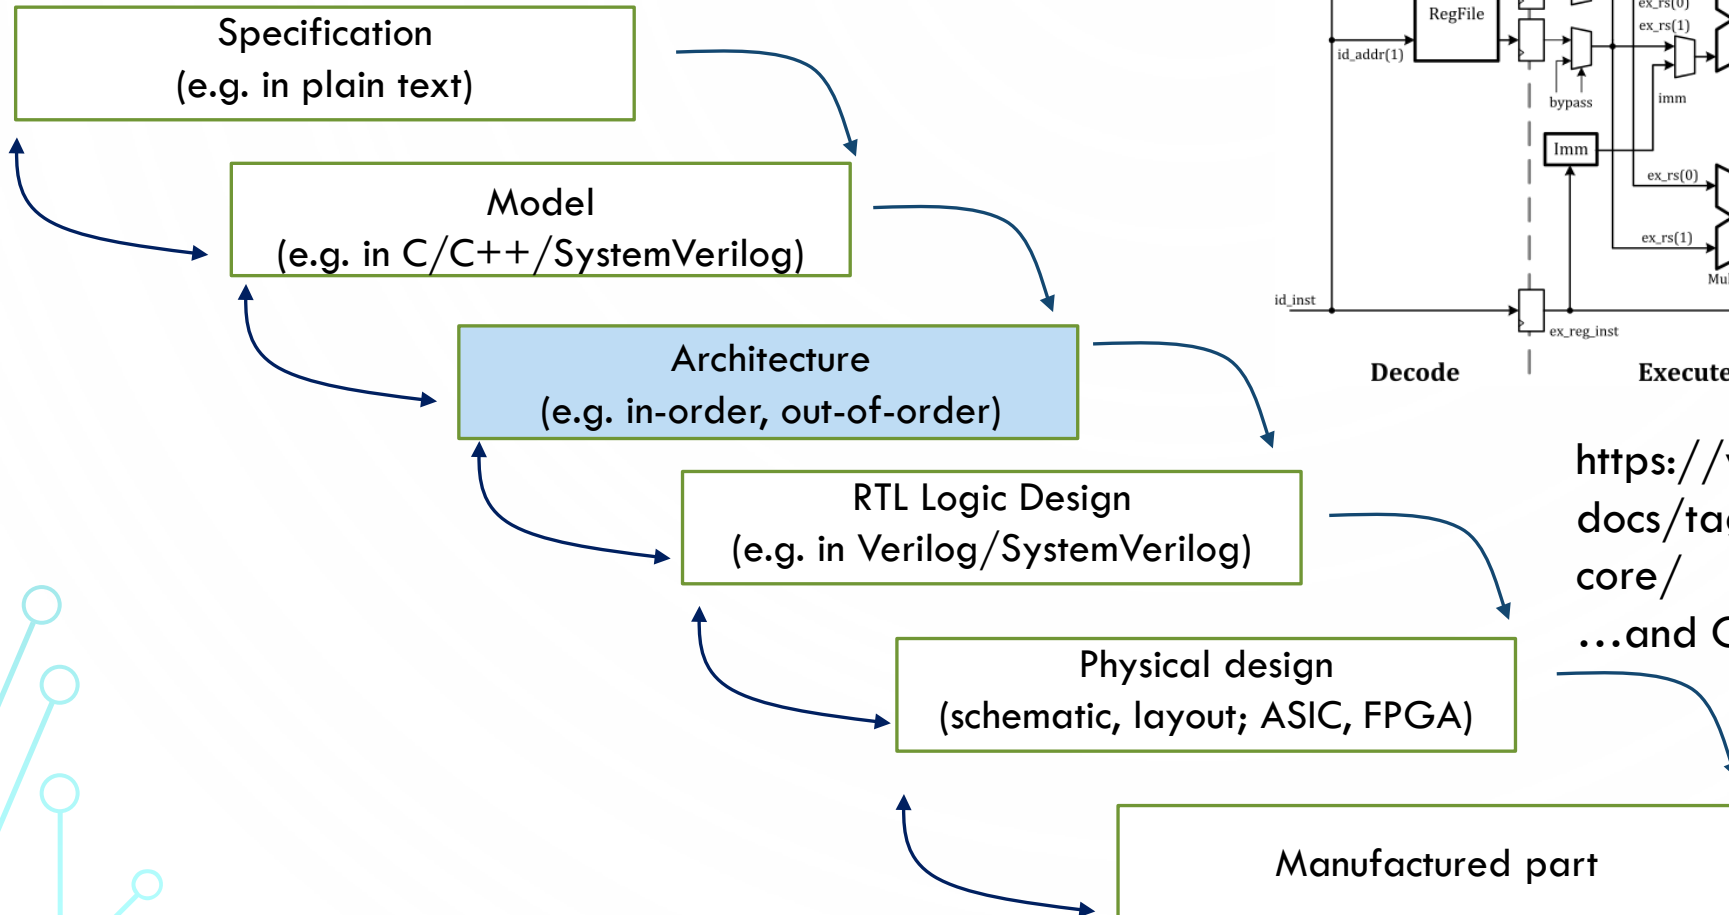 Specification
(e.g. in plain text)
Model
(e.g. in C/C++/SystemVerilog)
Architecture
(e.g. in-order, out-of-order)
RTL Logic Design
(e.g. in Verilog/SystemVerilog)
Physical design
(schematic, layout; ASIC, FPGA)
Manufactured part
RegFile
id_addr(1)
ex_rs(0)
ex_rs(1)
bypass
imm
Imm
ex_rs(0)
ex_rs(1)
id_inst
ex_reg_inst
Decode
Execute
https://
docs/
core/
...and